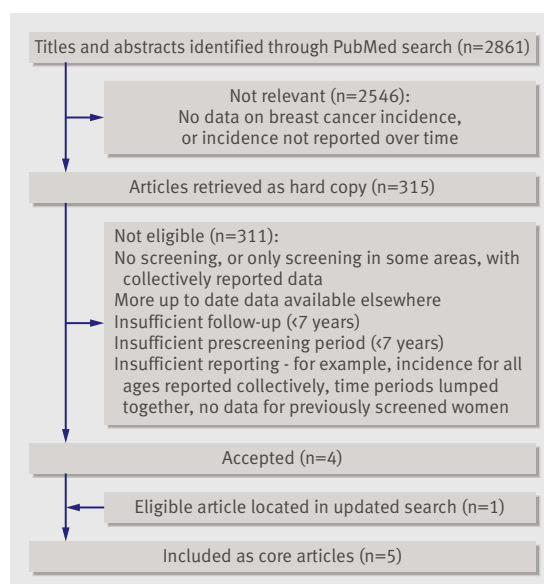 Titles and abstracts identified through PubMed search (n=2861)
Not relevant (n=2546):
No data on breast cancer incidence,
or incidence not reported over time
Articles retrieved as hard copy (n=315)
Not eligible (n=311):
No screening, or only screening in some areas, with
collectively reported data
More up to date data available elsewhere
Insufficient follow-up (<7 years)
Insufficient prescreening period (<7 years)
Insufficient reporting - for example, incidence for all
ages reported collectively, time periods lumped
together, no data for previously screened women
Accepted (n=4)
Eligible article located in updated search (n=1)
Included as core articles (n=5)